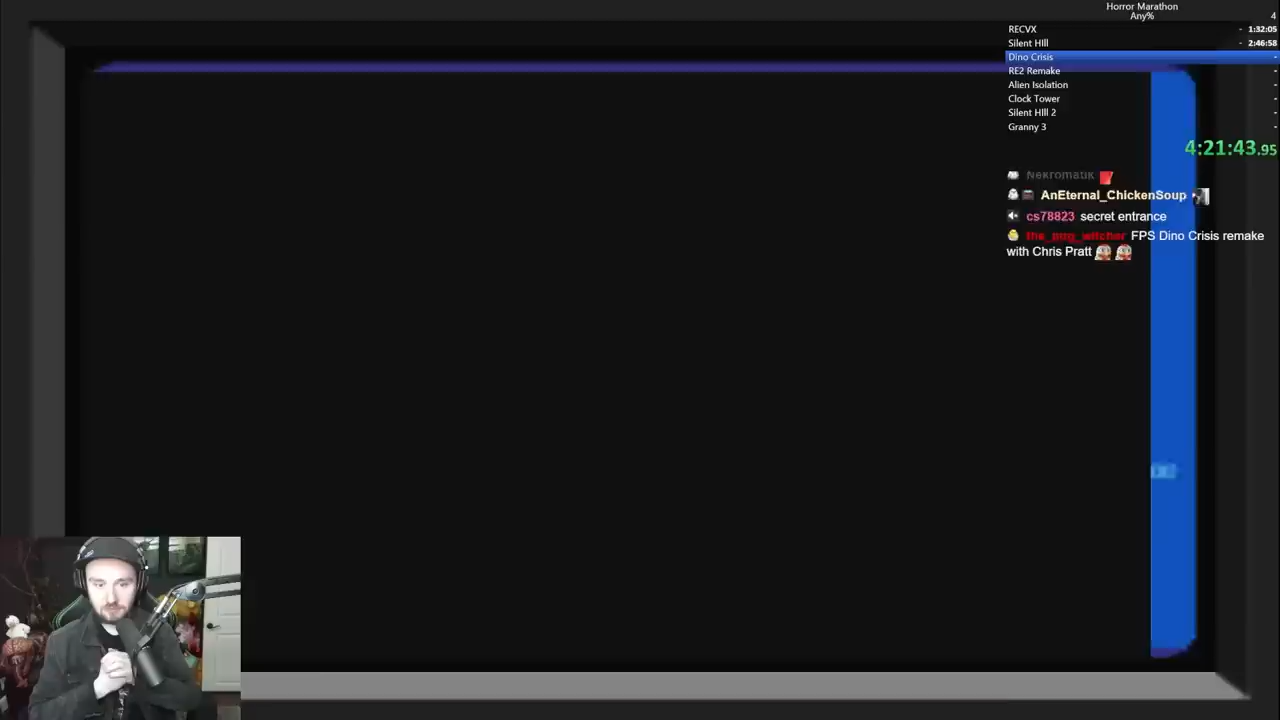 Horror Marathon
Any%
4
RECVX - 1:32:05
Silent HIll - 2:46:58
Dino Crisis -
RE2 Remake -
Alien Isolation -
Clock Tower -
Silent HIll 2 -
Granny 3 -
4:21:43.95
Nekromatik
AnEternal_ChickenSoup
cs78823 secret entrance
the_pug_witcher FPS Dino Crisis remake
with Chris Pratt